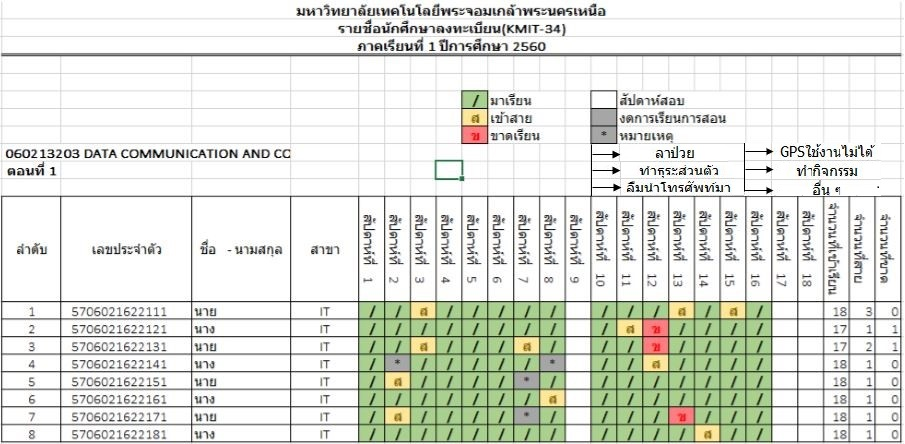 มหาวิทยาลัยเทคโนโลยีพระจอมเกล้าพระนครเหนือ
รายชื่อนักศึกษาลงทะเบียน(KMIT-34)
ภาคเรียนที่ 1 ปีการศึกษา 2560
/ มาเรียน สัปดาห์สอบ
ส เข้าสาย งดการเรียนการสอน
ข ขาดเรียน * หมายเหตุ
060213203 DATA COMMUNICATION AND CO ลาป่วย GPSใช้งานไม่ได้
ตอนที่ 1 ทำธุระส่วนตัว ทำกิจกรรม
ลืมนำโทรศัพท์มา อื่น ๆ
ลำดับ เลขประจำตัว ชื่อ - นามสกุล สาขา สัปดาห์ที่ 1 สัปดาห์ที่ 2 สัปดาห์ที่ 3 สัปดาห์ที่ 4 สัปดาห์ที่ 5 สัปดาห์ที่ 6 สัปดาห์ที่ 7 สัปดาห์ที่ 8 สัปดาห์ที่ 9 สัปดาห์ที่ 10 สัปดาห์ที่ 11 สัปดาห์ที่ 12 สัปดาห์ที่ 13 สัปดาห์ที่ 14 สัปดาห์ที่ 15 สัปดาห์ที่ 16 สัปดาห์ที่ 17 สัปดาห์ที่ 18 จำนวนที่เข้าเรียน จำนวนที่สาย จำนวนที่ขาด
1 5706021622111 นาย IT / / ส / / / / / / / / ส / ส / 18 3 0
2 5706021622121 นาง IT / / / / / / / / / ส ข / / / / 17 1 1
3 5706021622131 นาย IT / / ส / / / ส / / / ข / / / / 17 2 1
4 5706021622141 นาง IT / * / / / / / * / / ส / / / / 18 1 0
5 5706021622151 นาย IT / ส / / / / * / / / / / / / / 18 1 0
6 5706021622161 นาง IT / / / / / / / ส / / / / / / / 18 1 0
7 5706021622171 นาย IT / ส / / / / * / / / / ข / / / 18 1 0
8 5706021622181 นาง IT / / / / / / / / / / / / ส / / 18 1 0